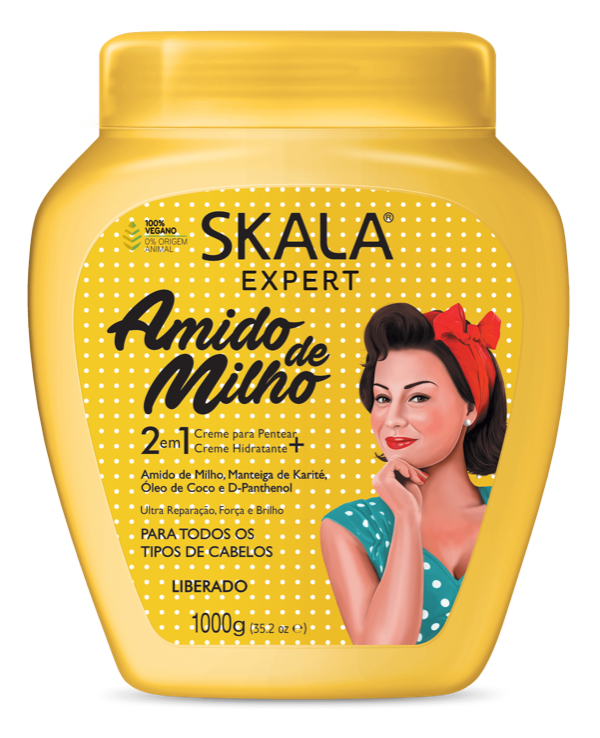 100%
VEGANO
0% ORIGEM
ANIMAL
SKALA®
EXPERT
Amido de
Milho
2 em 1 Creme para Pentear +
Creme Hidratante
Amido de Milho, Manteiga de Karité,
Óleo de Coco e D-Panthenol
Ultra Reparação, Força e Brilho
PARA TODOS OS
TIPOS DE CABELOS
LIBERADO
1000g (35.2 oz ℮)